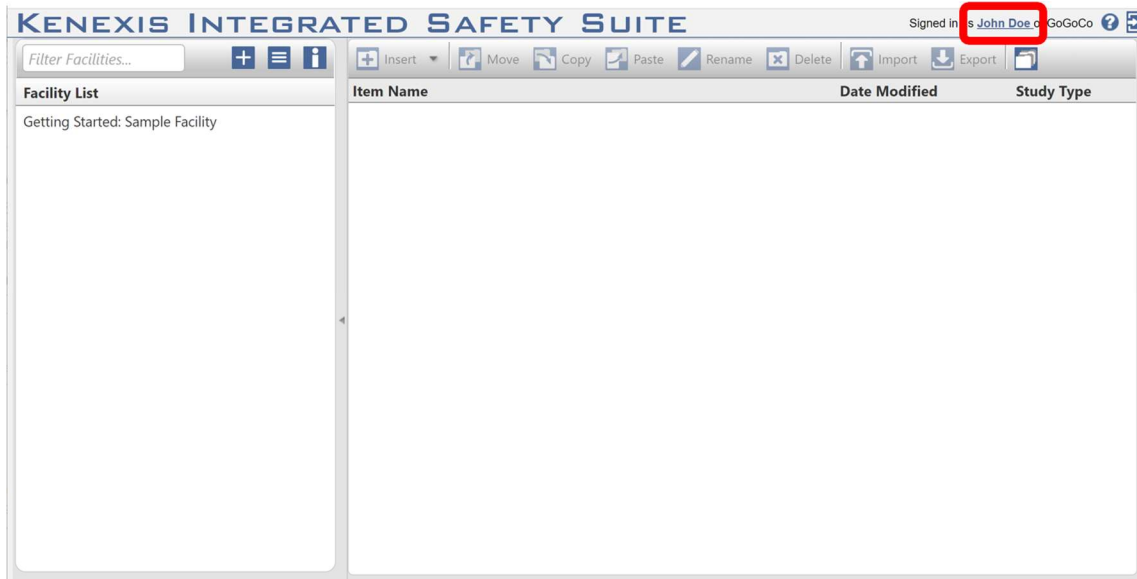 KENEXIS INTEGRATED SAFETY SUITE
Signed in s John Doe o GoGoCo ?
Filter Facilities...
Insert Move Copy Paste Rename Delete Import Export
Facility List
Item Name Date Modified Study Type
Getting Started: Sample Facility